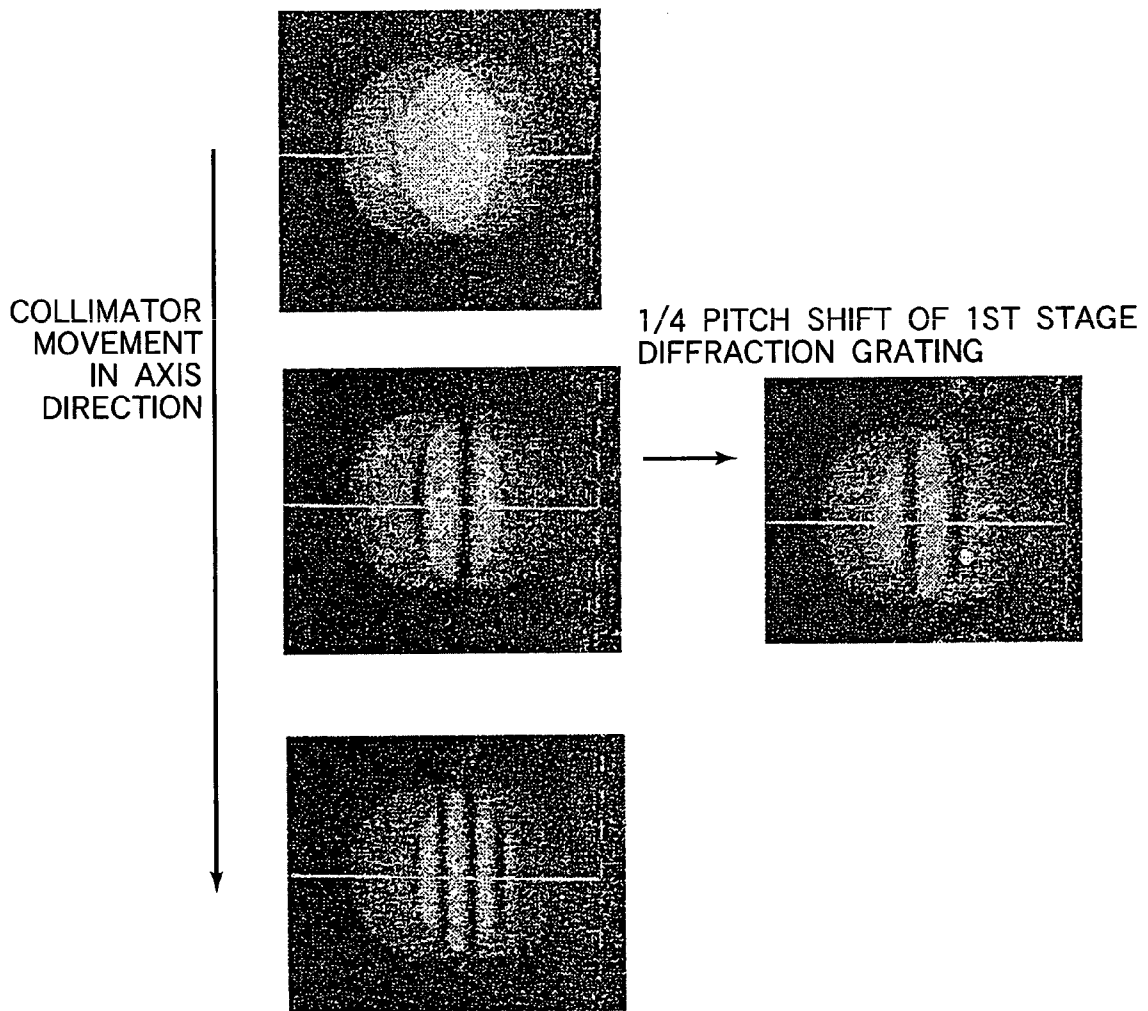 COLLIMATOR
MOVEMENT
IN AXIS
DIRECTION
1/4 PITCH SHIFT OF 1ST STAGE
DIFFRACTION GRATING